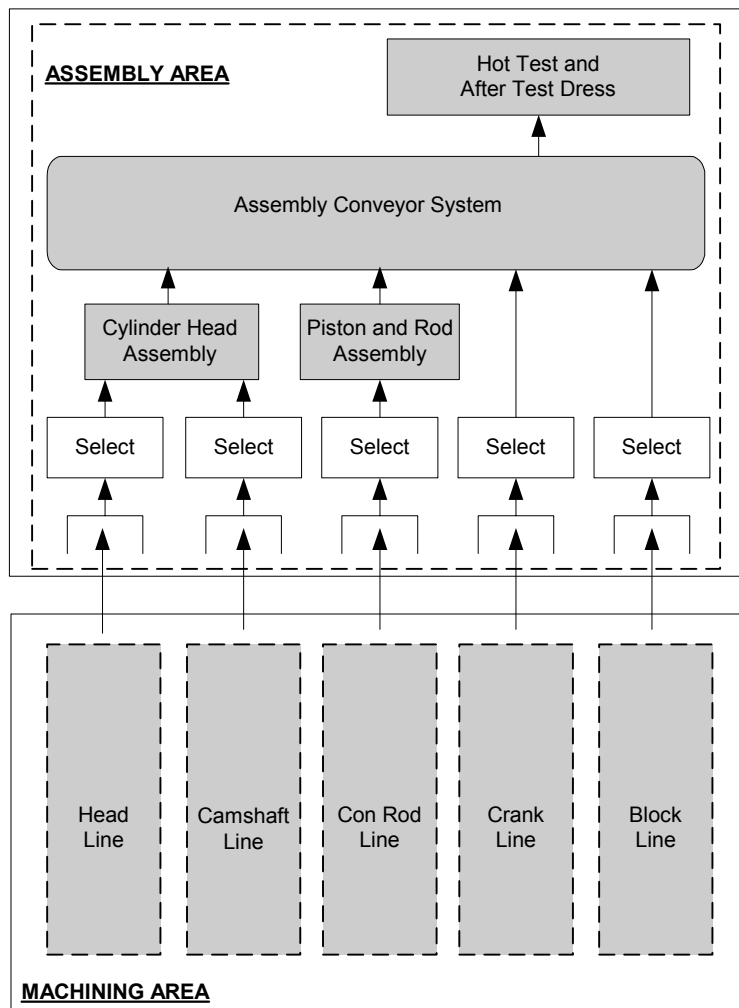 ASSEMBLY AREA
Hot Test and
After Test Dress
Assembly Conveyor System
Cylinder Head
Assembly
Piston and Rod
Assembly
Select
Select
Select
Select
Select
Head
Line
Camshaft
Line
Con Rod
Line
Crank
Line
Block
Line
MACHINING AREA